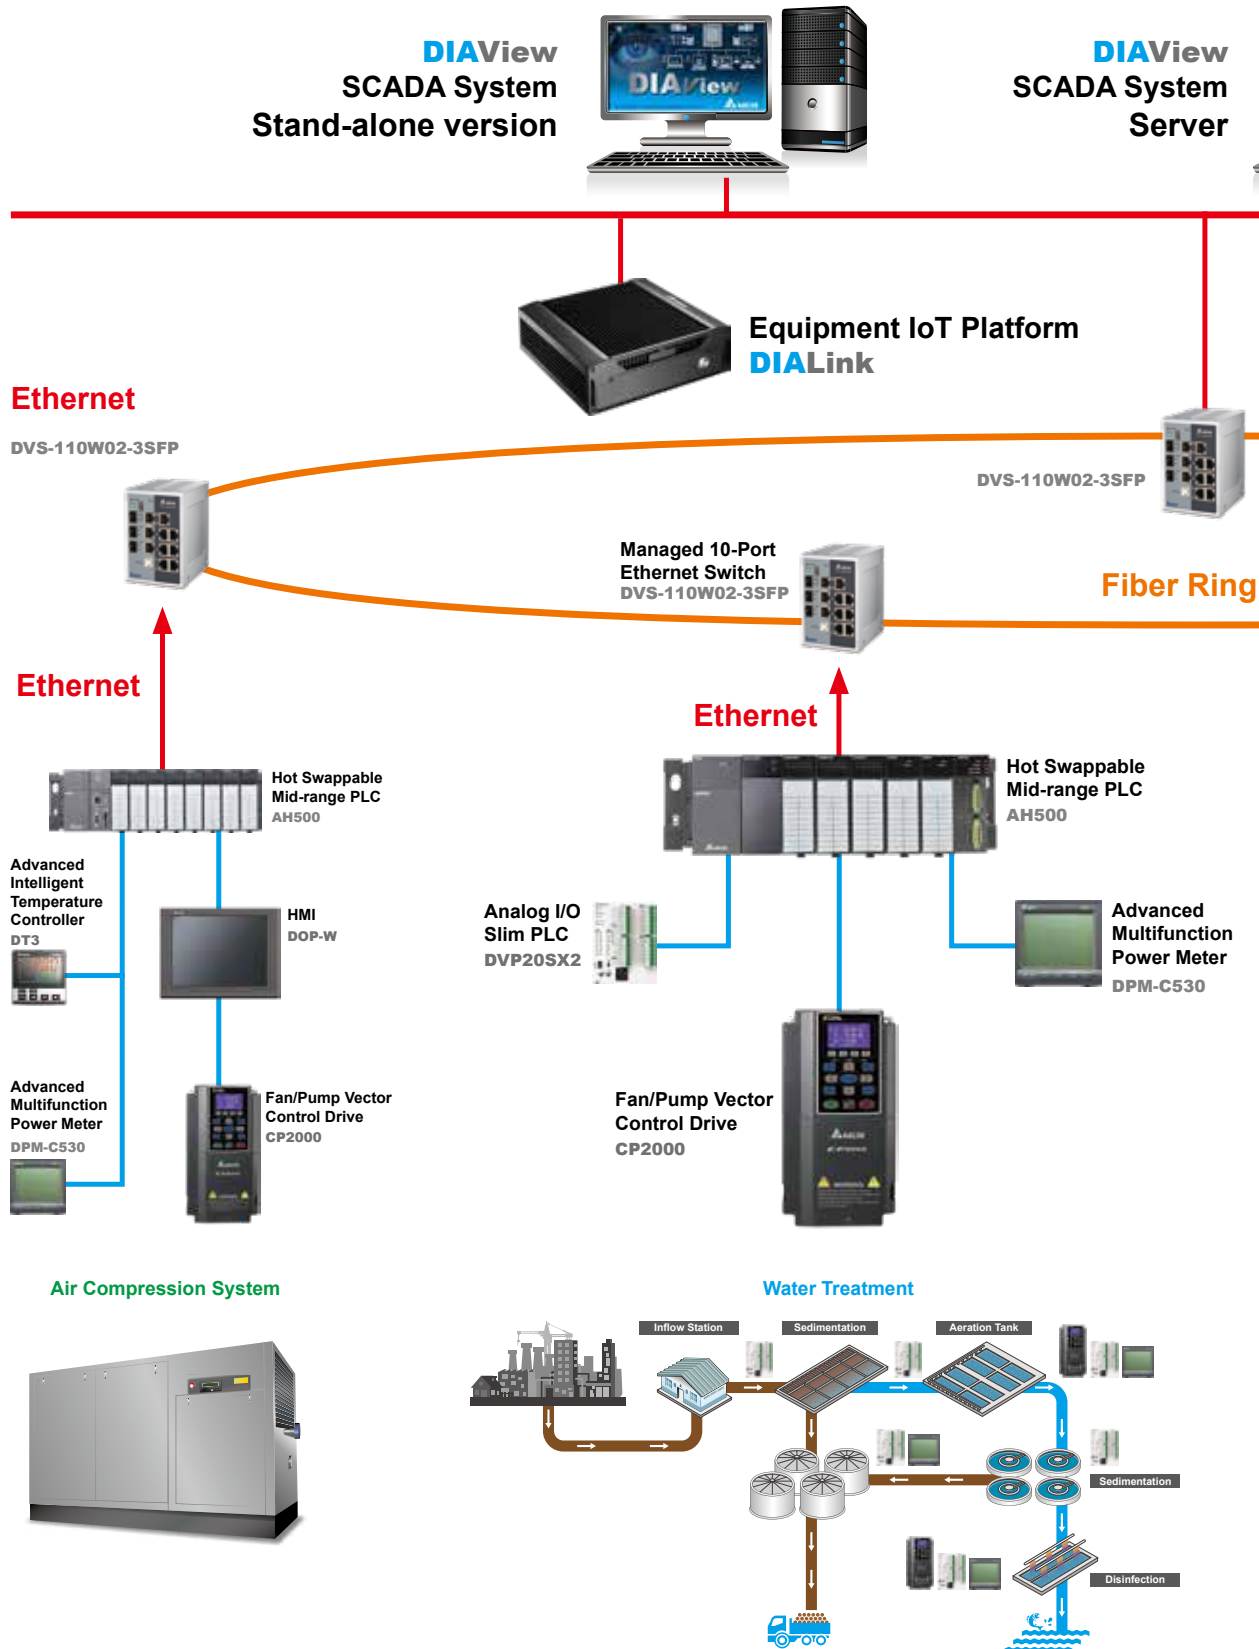 DIAView
SCADA System
Stand-alone version
DIAView
DIAView
SCADA System
Server
Equipment IoT Platform
DIALink
Ethernet
DVS-110W02-3SFP
DVS-110W02-3SFP
Managed 10-Port
Ethernet Switch
DVS-110W02-3SFP
Fiber Ring
Ethernet
Ethernet
Hot Swappable
Mid-range PLC
AH500
Hot Swappable
Mid-range PLC
AH500
Advanced
Intelligent
Temperature
Controller
DT3
HMI
DOP-W
Analog I/O
Slim PLC
DVP20SX2
Advanced
Multifunction
Power Meter
DPM-C530
Advanced
Multifunction
Power Meter
DPM-C530
Fan/Pump Vector
Control Drive
CP2000
Fan/Pump Vector
Control Drive
CP2000
Air Compression System
Water Treatment
Inflow Station
Sedimentation
Aeration Tank
Sedimentation
Disinfection